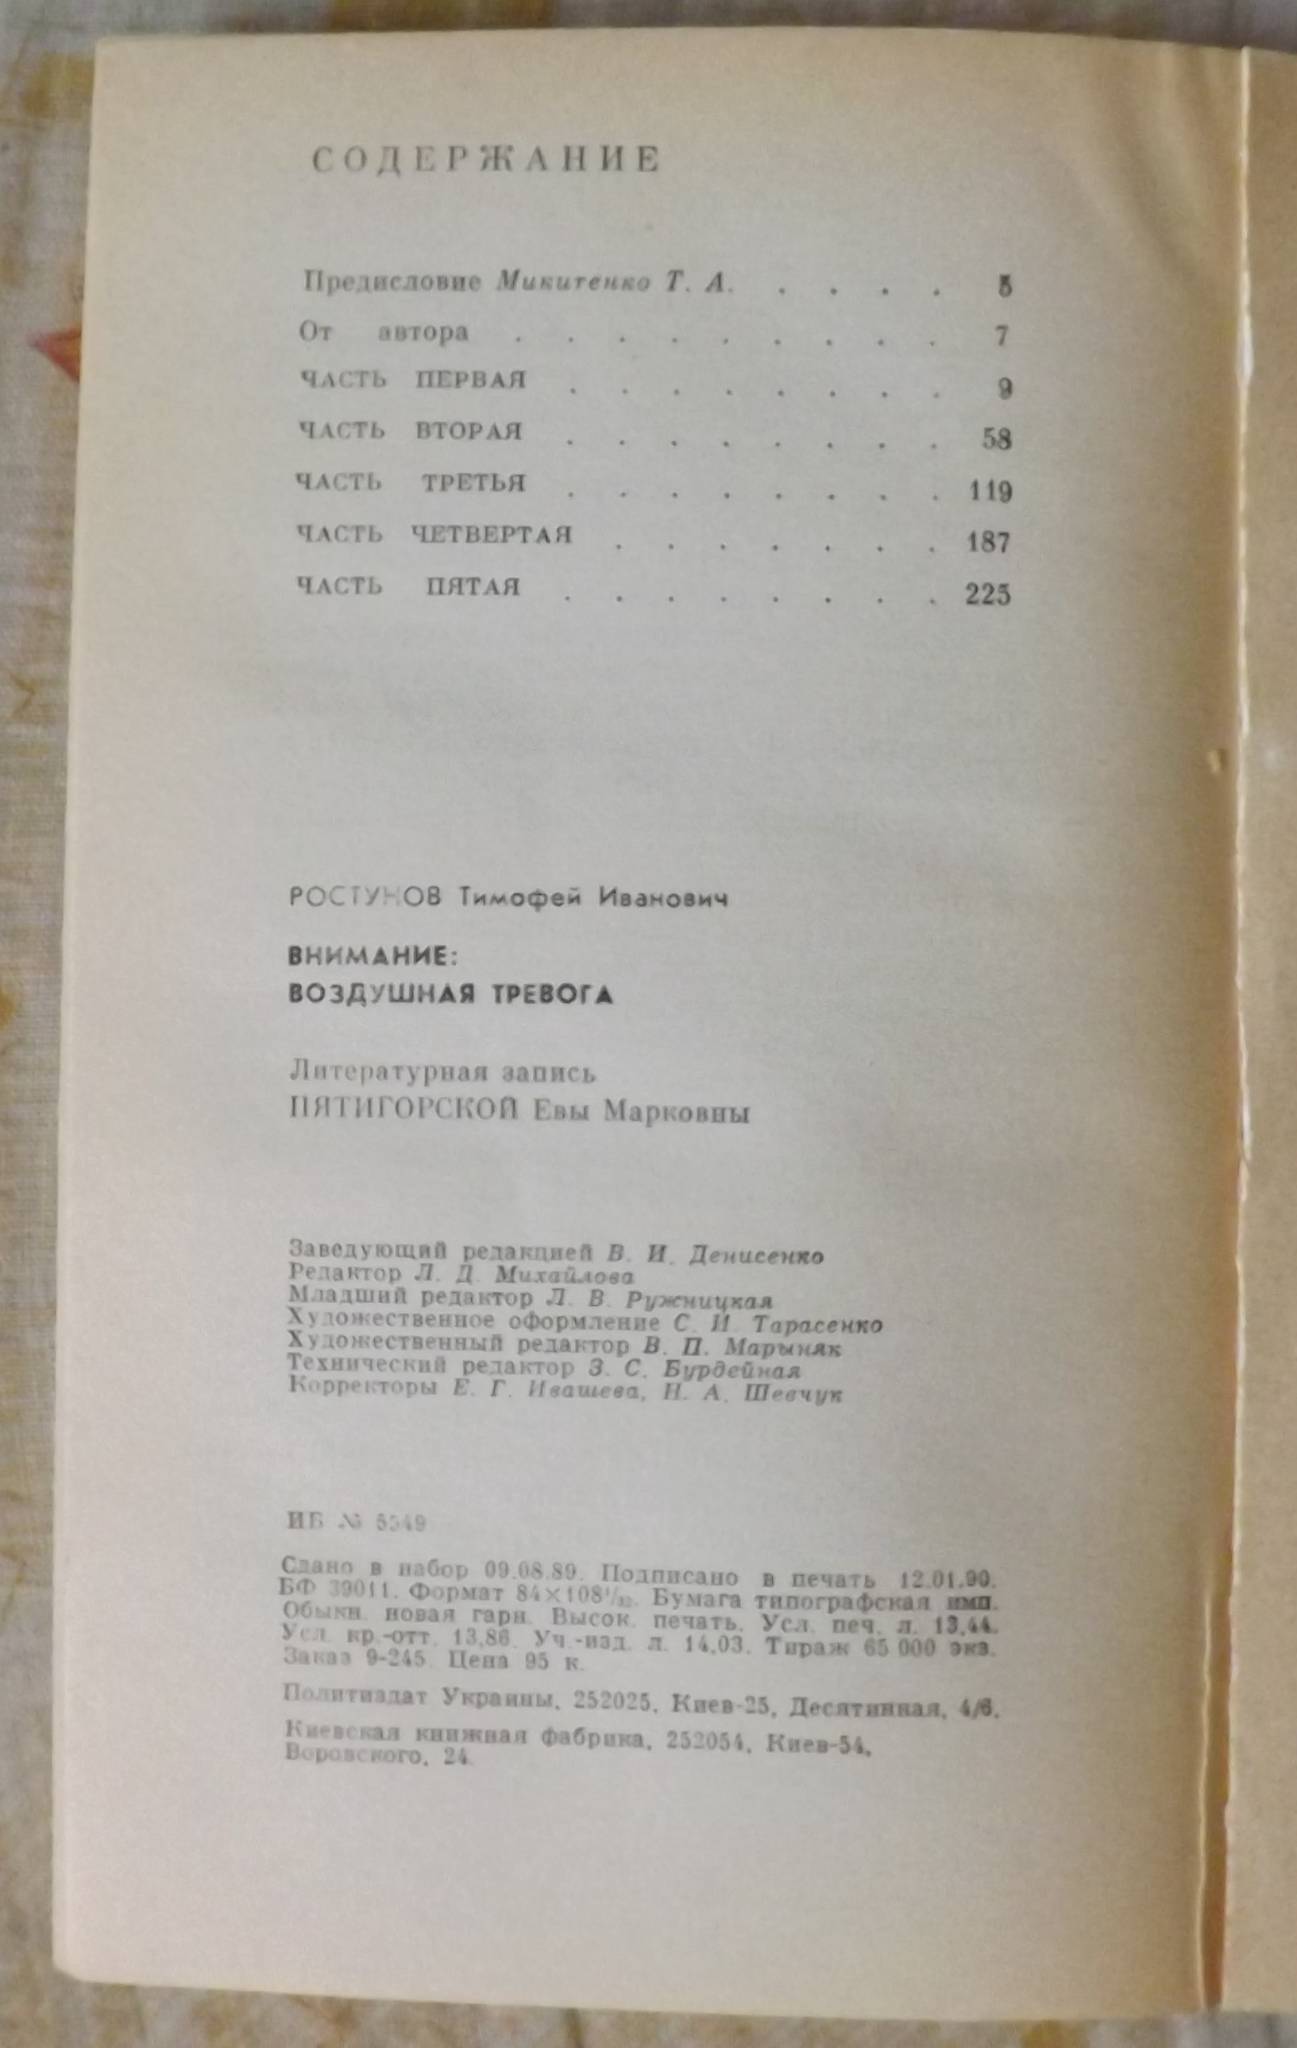 СОДЕРЖАНИЕ
Предисловие Микитенко Т. А. . . . . 5
От автора . . . . . . . . . 7
ЧАСТЬ ПЕРВАЯ . . . . . . . . 9
ЧАСТЬ ВТОРАЯ . . . . . . . . 58
ЧАСТЬ ТРЕТЬЯ . . . . . . . . 119
ЧАСТЬ ЧЕТВЕРТАЯ . . . . . . . 187
ЧАСТЬ ПЯТАЯ . . . . . . . . 225
РОСТУНОВ Тимофей Иванович
ВНИМАНИЕ:
ВОЗДУШНАЯ ТРЕВОГА
Литературная запись
ПЯТИГОРСКОЙ Евы Марковны
Заведующий редакцией В. И. Денисенко
Редактор Л. Д. Михайлова
Младший редактор Л. В. Ружницкая
Художественное оформление С. И. Тарасенко
Художественный редактор В. П. Марыняк
Технический редактор З. С. Бурдейная
Корректоры Е. Г. Ивашева, Н. А. Шевчук
ИБ №
Сдано в набор 09.08.89. Подписано в печать 12.01.90.
БФ 39011. Формат 84×108¹/₃₂. Бумага типографская имп.
Обыкн. новая гарн. Высок. печать. Усл. печ. л. 13,44.
Усл. кр.-отт. 13,86. Уч.-изд. л. 14,03. Тираж 65 000 экз.
Заказ 9-245. Цена 95 к.
Политиздат Украины, 252025, Киев-25, Десятинная, 4/6.
Киевская книжная фабрика, 252054, Киев-54,
Воровского, 24.